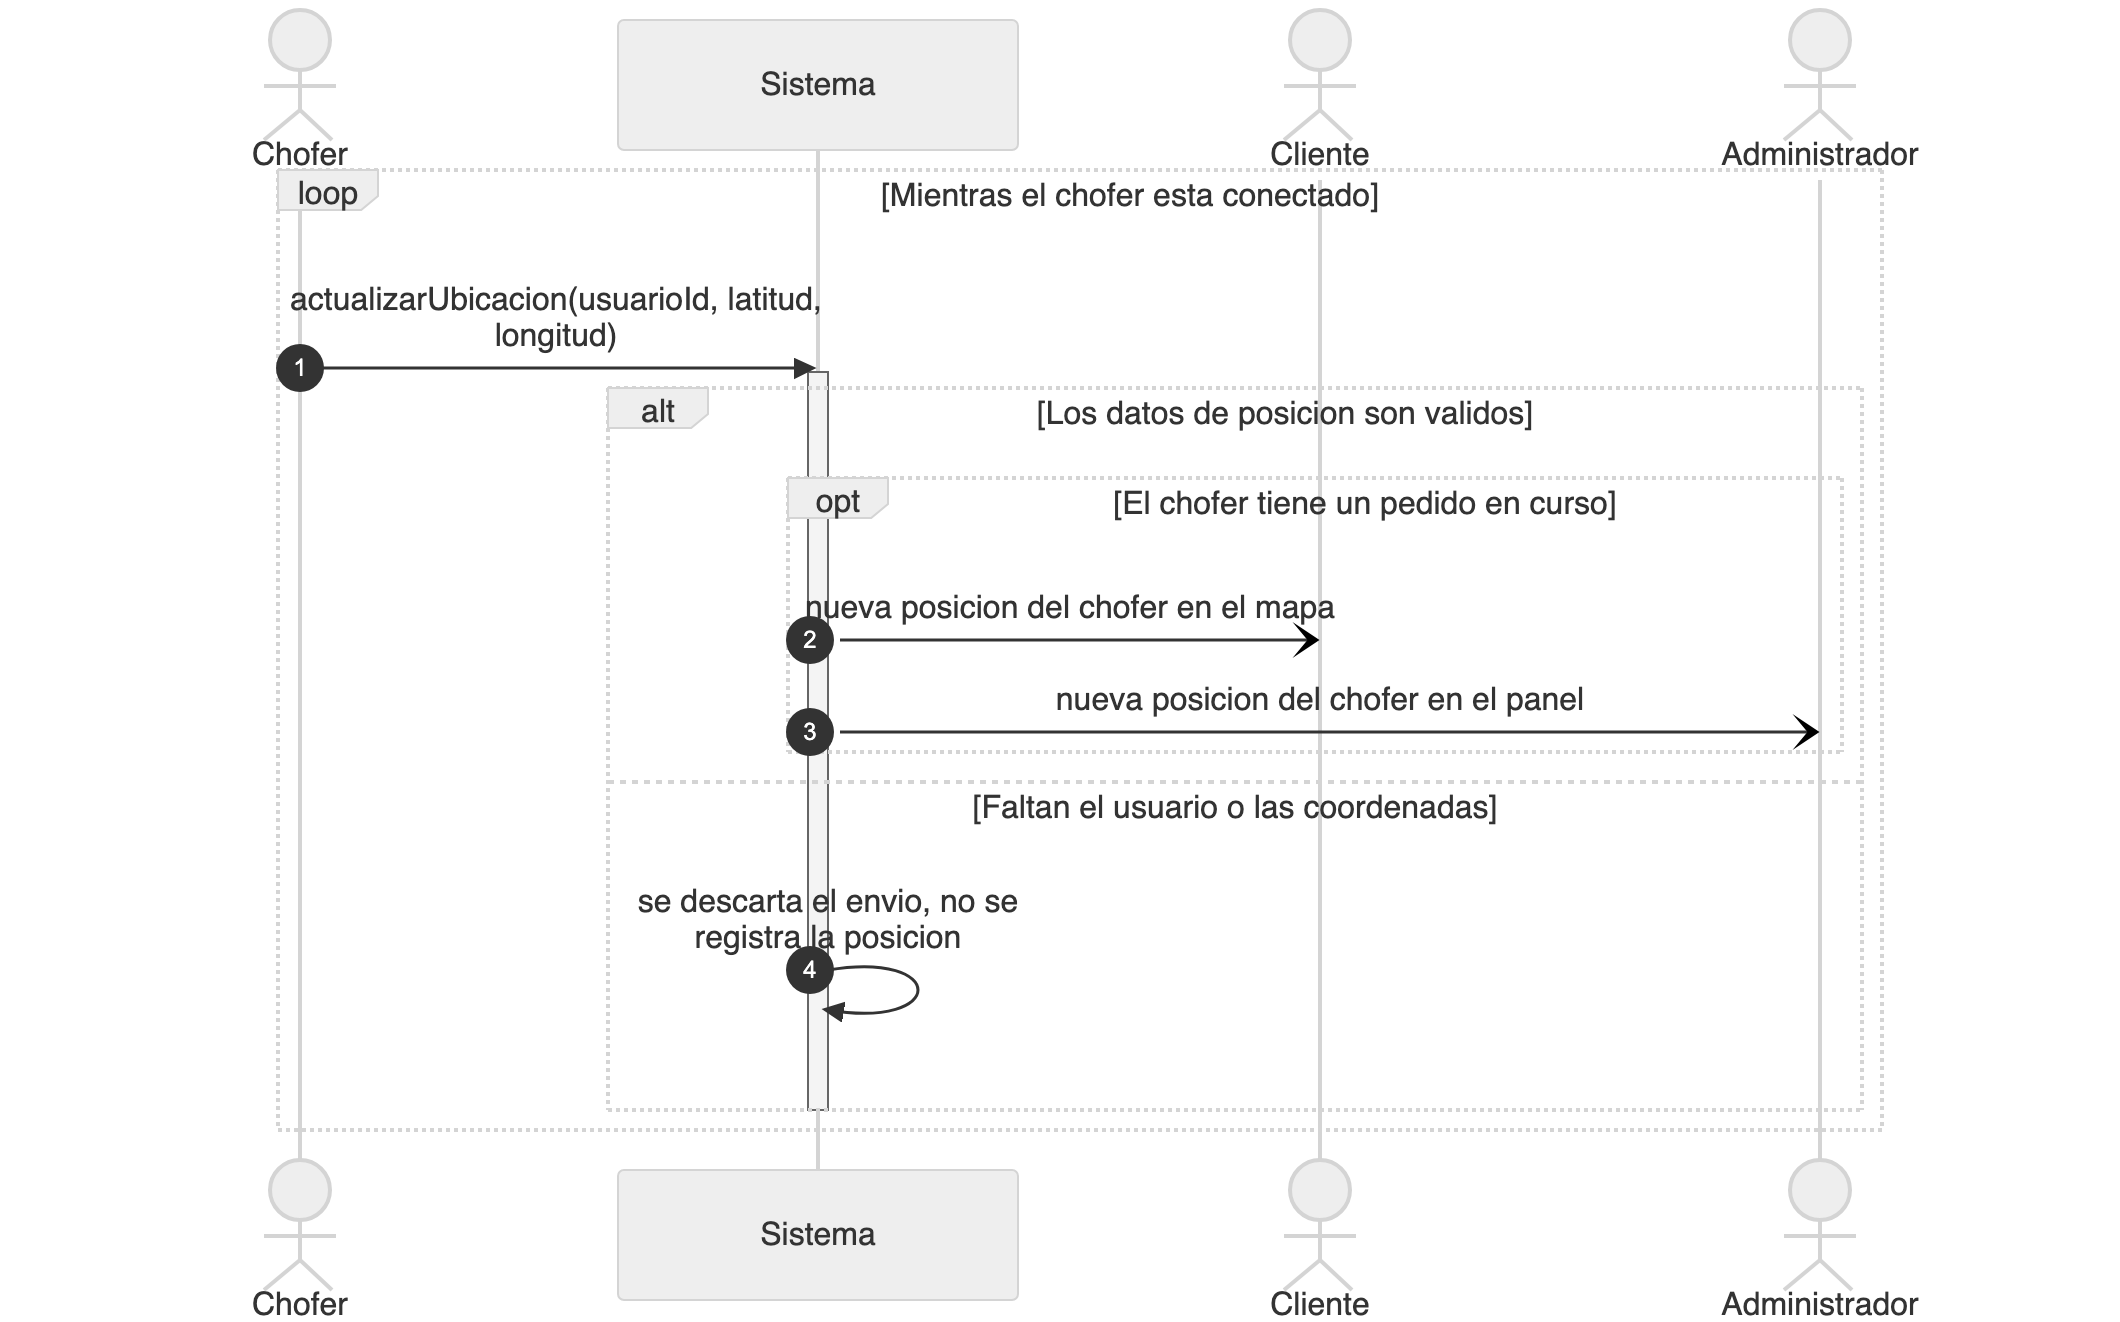 Sistema
Chofer
Cliente
Administrador
loop
[Mientras el chofer esta conectado]
actualizarUbicacion(usuarioId, latitud,
longitud)
1
alt
[Los datos de posicion son validos]
opt
[El chofer tiene un pedido en curso]
nueva posicion del chofer en el mapa
2
nueva posicion del chofer en el panel
3
[Faltan el usuario o las coordenadas]
se descarta el envio, no se
registra la posicion
4
Sistema
Chofer
Cliente
Administrador